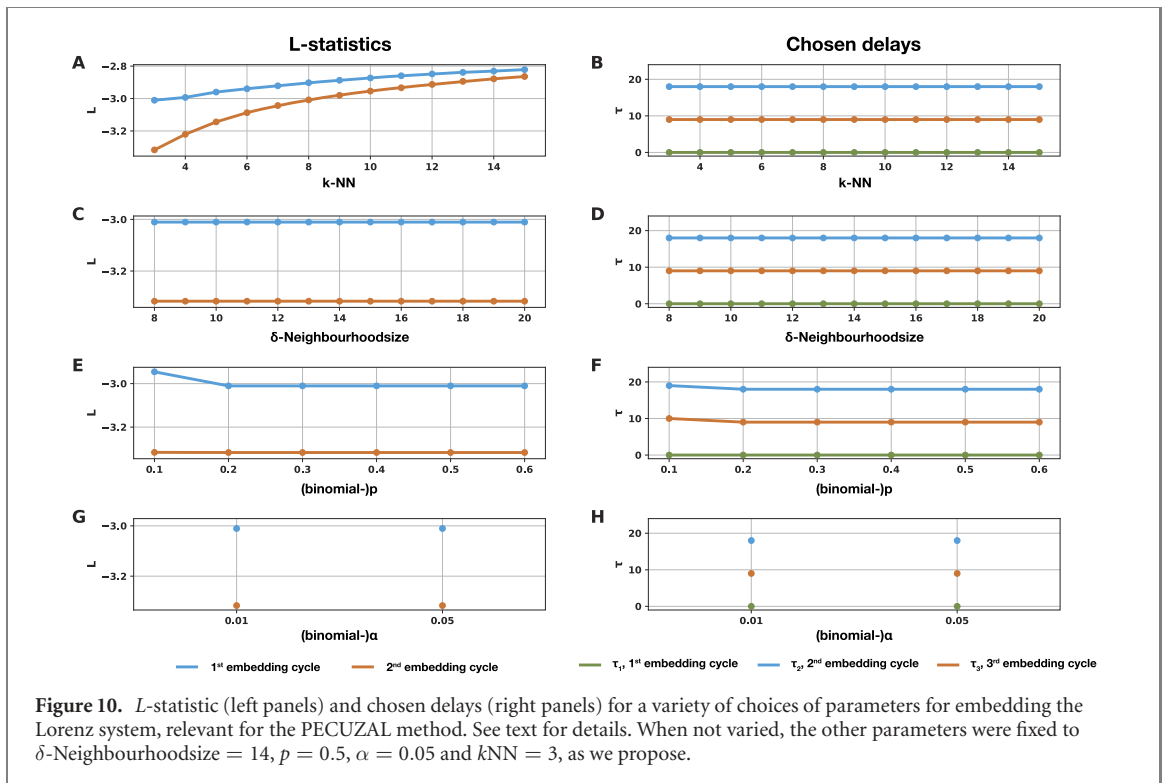 L-statistics
Chosen delays
A
−2.8
−3.0
−3.2
L
4 6 8 10 12 14
k-NN
B
20
10
0
τ
4 6 8 10 12 14
k-NN
C
−3.0
−3.2
L
8 10 12 14 16 18 20
δ-Neighbourhoodsize
D
20
10
0
τ
8 10 12 14 16 18 20
δ-Neighbourhoodsize
E
−3.0
−3.2
L
0.1 0.2 0.3 0.4 0.5 0.6
(binomial-)p
F
20
10
0
τ
0.1 0.2 0.3 0.4 0.5 0.6
(binomial-)p
G
−3.0
−3.2
L
0.01 0.05
(binomial-)α
H
20
10
0
τ
0.01 0.05
(binomial-)α
1st embedding cycle 2nd embedding cycle
τ1, 1st embedding cycle τ2, 2nd embedding cycle τ3, 3rd embedding cycle
Figure 10. L-statistic (left panels) and chosen delays (right panels) for a variety of choices of parameters for embedding the
Lorenz system, relevant for the PECUZAL method. See text for details. When not varied, the other parameters were fixed to
δ-Neighbourhoodsize = 14, p = 0.5, α = 0.05 and kNN = 3, as we propose.